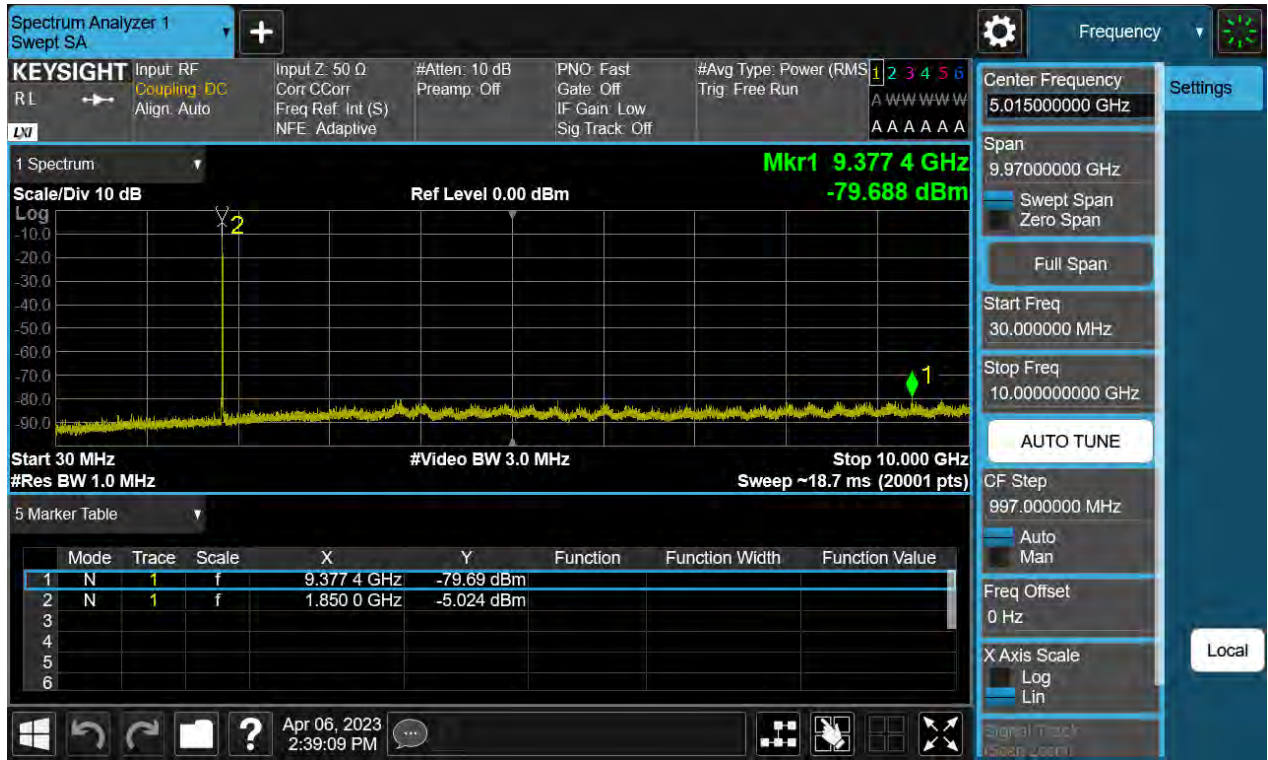 Spectrum Analyzer 1
Swept SA
+
Frequency
KEYSIGHT
RL
LXI
Input: RF
Coupling: DC
Align: Auto
Input Z: 50 Ω
Corr CCorr
Freq Ref: Int (S)
NFE: Adaptive
#Atten: 10 dB
Preamp: Off
PNO: Fast
Gate: Off
IF Gain: Low
Sig Track: Off
#Avg Type: Power (RMS
Trig: Free Run
1 2 3 4 5 6
A W W W W W
A A A A A A
1 Spectrum
Scale/Div 10 dB
Ref Level 0.00 dBm
Mkr1 9.377 4 GHz
-79.688 dBm
Log
-10.0
-20.0
-30.0
-40.0
-50.0
-60.0
-70.0
-80.0
-90.0
2
1
Start 30 MHz
#Video BW 3.0 MHz
Stop 10.000 GHz
#Res BW 1.0 MHz
Sweep ~18.7 ms (20001 pts)
5 Marker Table
Mode Trace Scale X Y Function Function Width Function Value
1 N 1 f 9.377 4 GHz -79.69 dBm
2 N 1 f 1.850 0 GHz -5.024 dBm
3
4
5
6
?
Apr 06, 2023
2:39:09 PM
Center Frequency
5.015000000 GHz
Settings
Span
9.97000000 GHz
Swept Span
Zero Span
Full Span
Start Freq
30.000000 MHz
Stop Freq
10.000000000 GHz
AUTO TUNE
CF Step
997.000000 MHz
Auto
Man
Freq Offset
0 Hz
X Axis Scale
Log
Lin
Local
Signal Track
(Span Zoom)